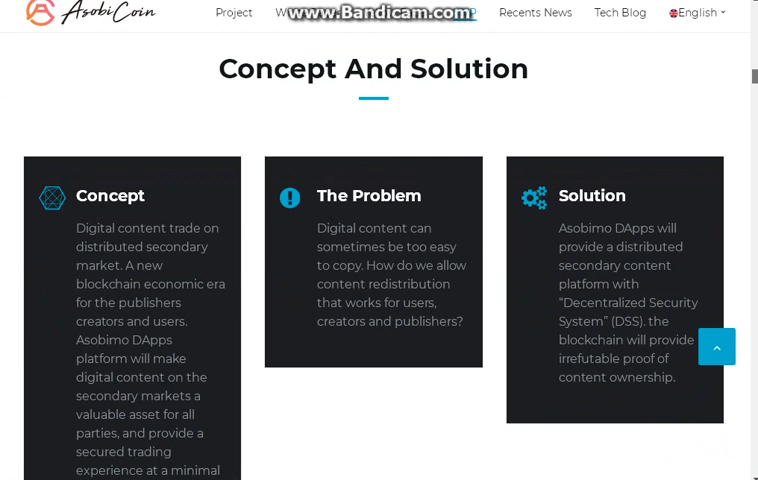 AsobiCoin
Project
W
www.Bandicam.com
P
Recents News
Tech Blog
English
Concept And Solution
Concept
Digital content trade on
distributed secondary
market. A new
blockchain economic era
for the publishers
creators and users.
Asobimo DApps
platform will make
digital content on the
secondary markets a
valuable asset for all
parties, and provide a
secured trading
experience at a minimal
The Problem
Digital content can
sometimes be too easy
to copy. How do we allow
content redistribution
that works for users,
creators and publishers?
Solution
Asobimo DApps will
provide a distributed
secondary content
platform with
“Decentralized Security
System” (DSS). the
blockchain will provide
irrefutable proof of
content ownership.